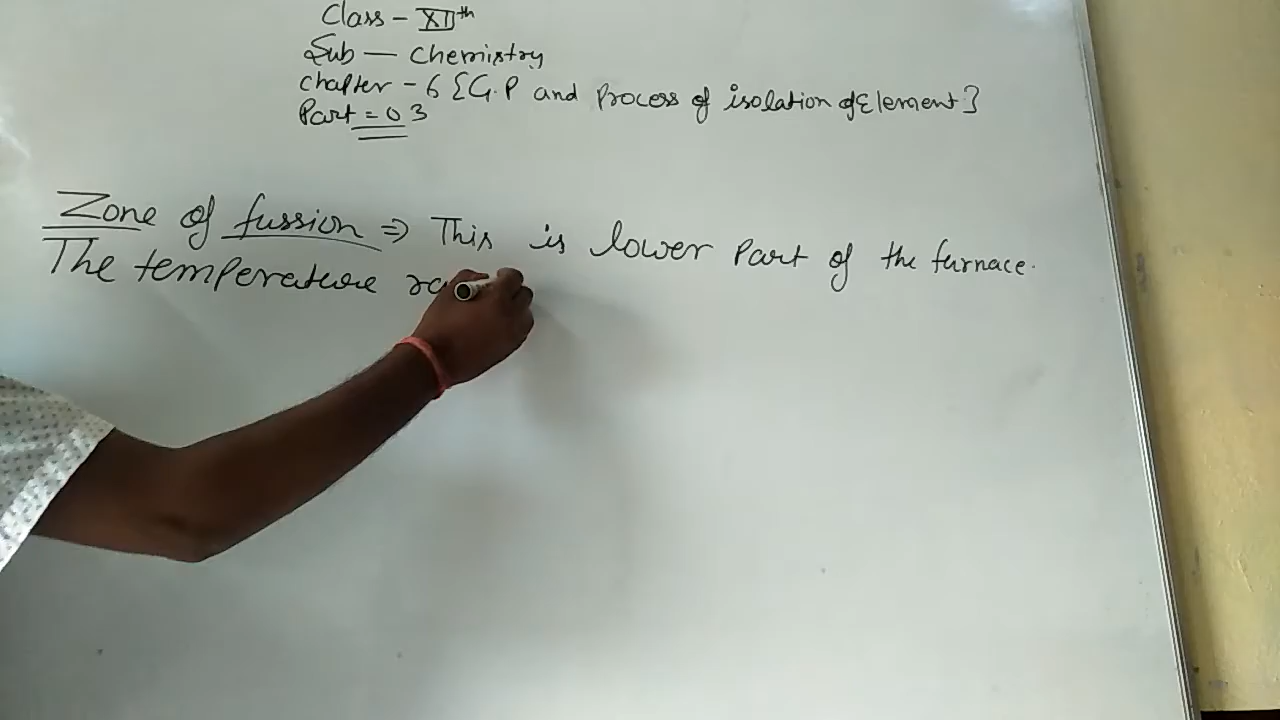 Class - XIIth
Sub - Chemistry
Chapter - 6 {G.P and Process of isolation of Element}
Part = 03
Zone of fussion ⇒ This is lower Part of the furnace.
The temperature ra